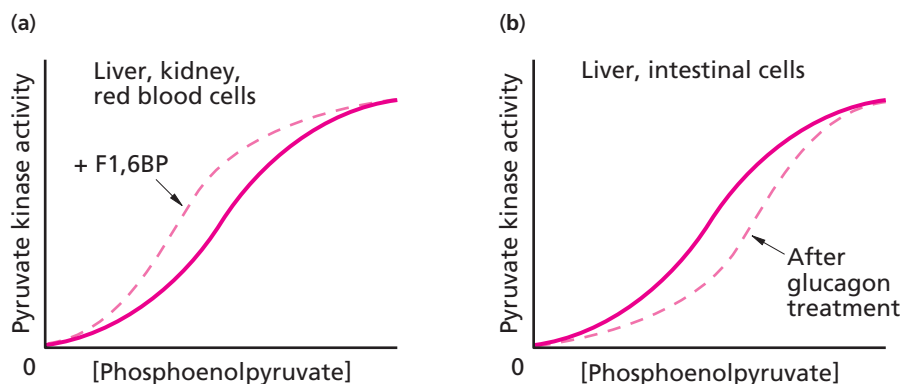 (a)
Pyruvate kinase activity
Liver, kidney,
red blood cells
+ F1,6BP
0
[Phosphoenolpyruvate]
(b)
Pyruvate kinase activity
Liver, intestinal cells
After
glucagon
treatment
0
[Phosphoenolpyruvate]